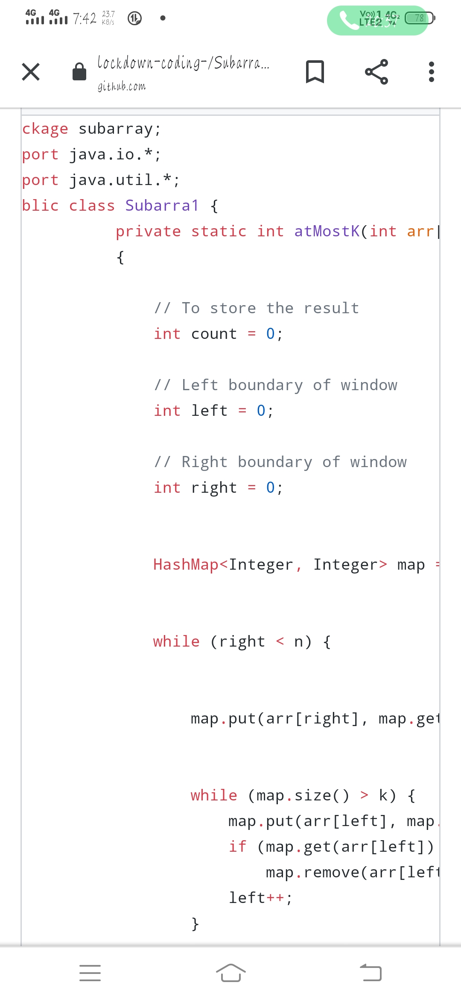 4G 4G 7:42 23.7 KB/s
Vo)) 1 4G2
LTE2
78
lockdown-coding-/Subarra...
github.com
ckage subarray;
port java.io.*;
port java.util.*;
blic class Subarra1 {
private static int atMostK(int arr[
{
// To store the result
int count = 0;
// Left boundary of window
int left = 0;
// Right boundary of window
int right = 0;
HashMap<Integer, Integer> map =
while (right < n) {
map.put(arr[right], map.get
while (map.size() > k) {
map.put(arr[left], map.
if (map.get(arr[left])
map.remove(arr[left
left++;
}